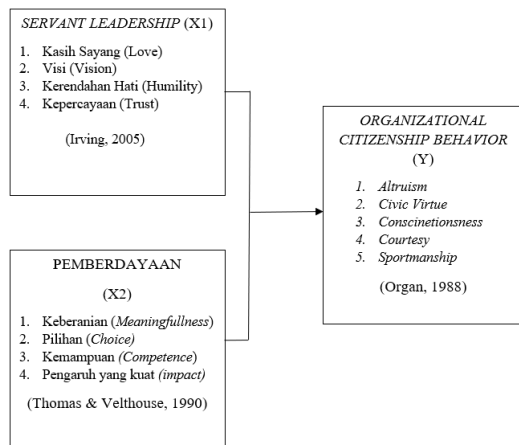 SERVANT LEADERSHIP (X1)
1. Kasih Sayang (Love)
2. Visi (Vision)
3. Kerendahan Hati (Humility)
4. Kepercayaan (Trust)
(Irving, 2005)
PEMBERDAYAAN
(X2)
1. Keberanian (Meaningfullness)
2. Pilihan (Choice)
3. Kemampuan (Competence)
4. Pengaruh yang kuat (impact)
(Thomas & Velthouse, 1990)
ORGANIZATIONAL
CITIZENSHIP BEHAVIOR
(Y)
1. Altruism
2. Civic Virtue
3. Conscinetionsness
4. Courtesy
5. Sportmanship
(Organ, 1988)